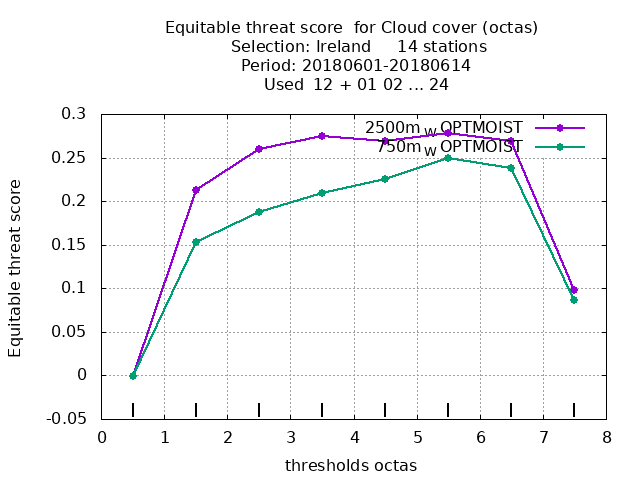 Equitable threat score  for Cloud cover (octas)
Selection: Ireland     14 stations
Period: 20180601-20180614
Used  12 + 01 02 ... 24
2500m_W OPTMOIST
750m_W OPTMOIST
0.3
0.25
0.2
0.15
0.1
0.05
0
-0.05
Equitable threat score
0 1 2 3 4 5 6 7 8
thresholds octas